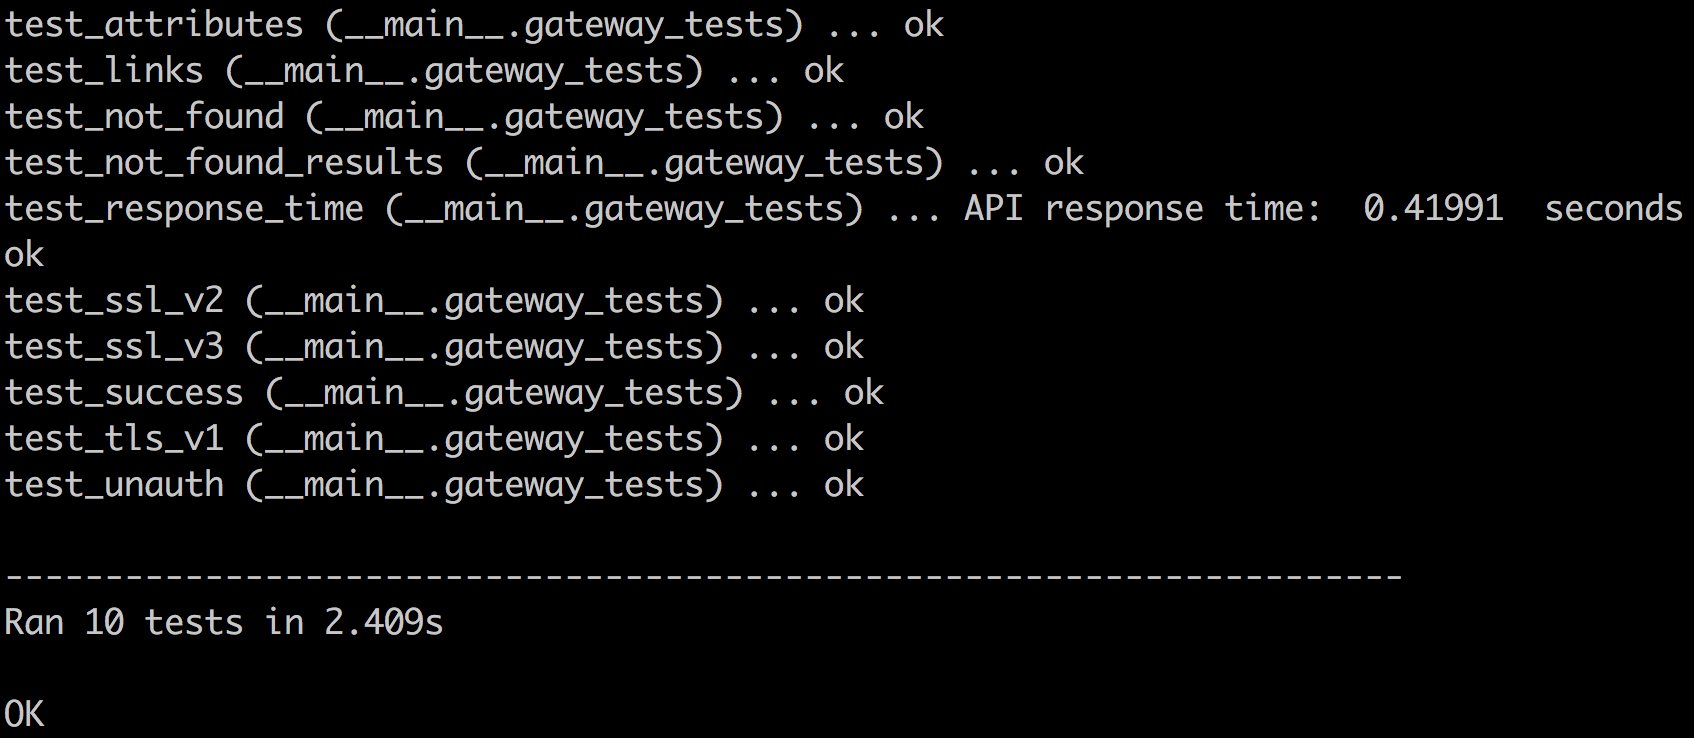 test_attributes (__main__.gateway_tests) ... ok
test_links (__main__.gateway_tests) ... ok
test_not_found (__main__.gateway_tests) ... ok
test_not_found_results (__main__.gateway_tests) ... ok
test_response_time (__main__.gateway_tests) ... API response time:  0.41991  seconds
ok
test_ssl_v2 (__main__.gateway_tests) ... ok
test_ssl_v3 (__main__.gateway_tests) ... ok
test_success (__main__.gateway_tests) ... ok
test_tls_v1 (__main__.gateway_tests) ... ok
test_unauth (__main__.gateway_tests) ... ok
----------------------------------------------------------------------
Ran 10 tests in 2.409s
OK